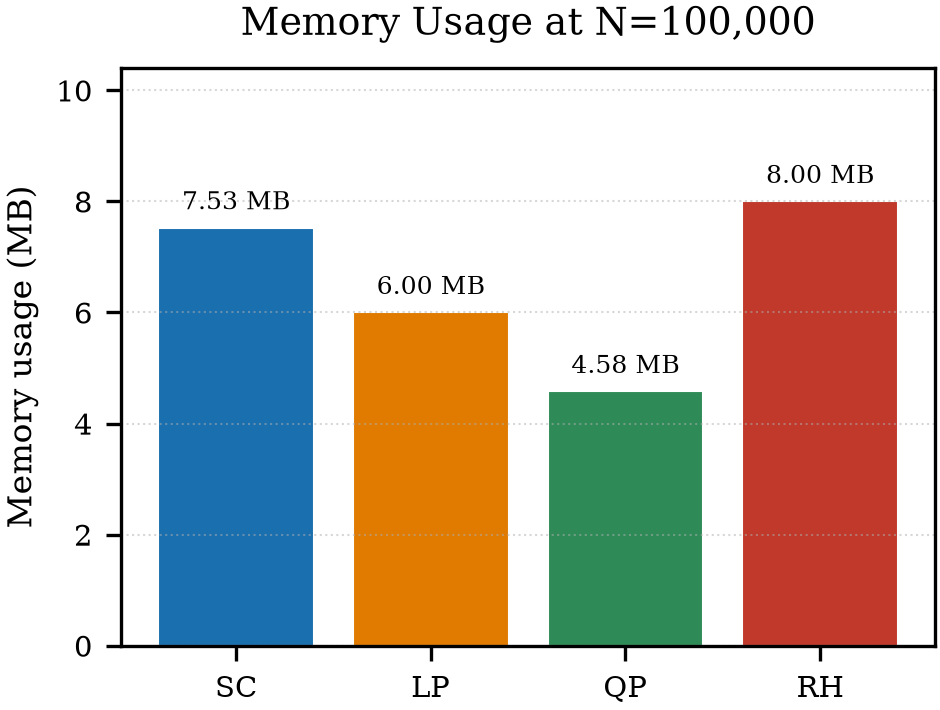 Memory Usage at N=100,000
Memory usage (MB)
10
8
6
4
2
0
7.53 MB
6.00 MB
4.58 MB
8.00 MB
SC
LP
QP
RH